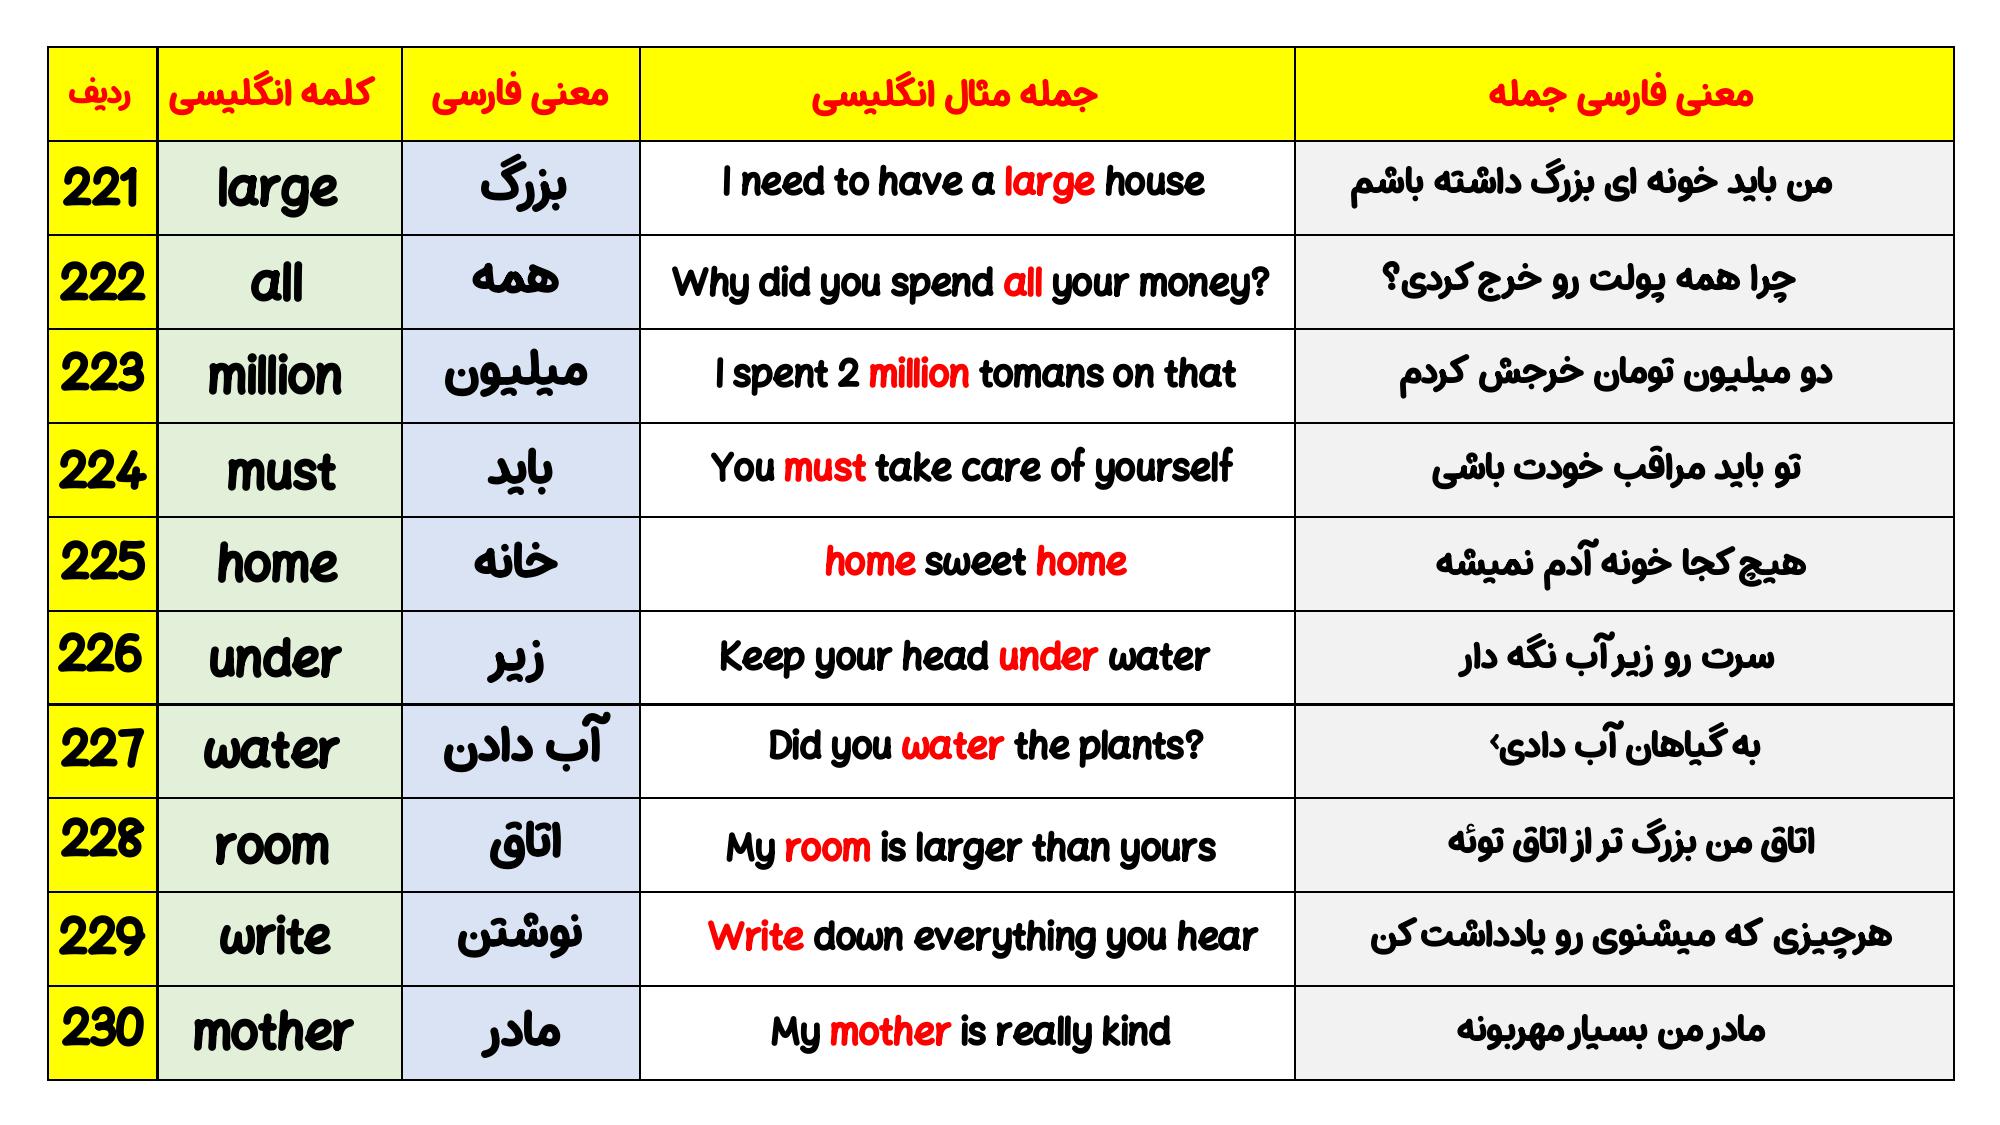 ردیف کلمه انگلیسی معنی فارسی جمله مثال انگلیسی معنی فارسی جمله
221 large بزرگ I need to have a large house من باید خونه ای بزرگ داشته باشم
222 all همه Why did you spend all your money? چرا همه پولت رو خرج کردی؟
223 million میلیون I spent 2 million tomans on that دو میلیون تومان خرجش کردم
224 must باید You must take care of yourself تو باید مراقب خودت باشی
225 home خانه home sweet home هیچ کجا خونه آدم نمیشه
226 under زیر Keep your head under water سرت رو زیر آب نگه دار
227 water آب دادن Did you water the plants? به گیاهان آب دادی‹
228 room اتاق My room is larger than yours اتاق من بزرگ تر از اتاق توئه
229 write نوشتن Write down everything you hear هرچیزی که میشنوی رو یادداشت کن
230 mother مادر My mother is really kind مادر من بسیار مهربونه